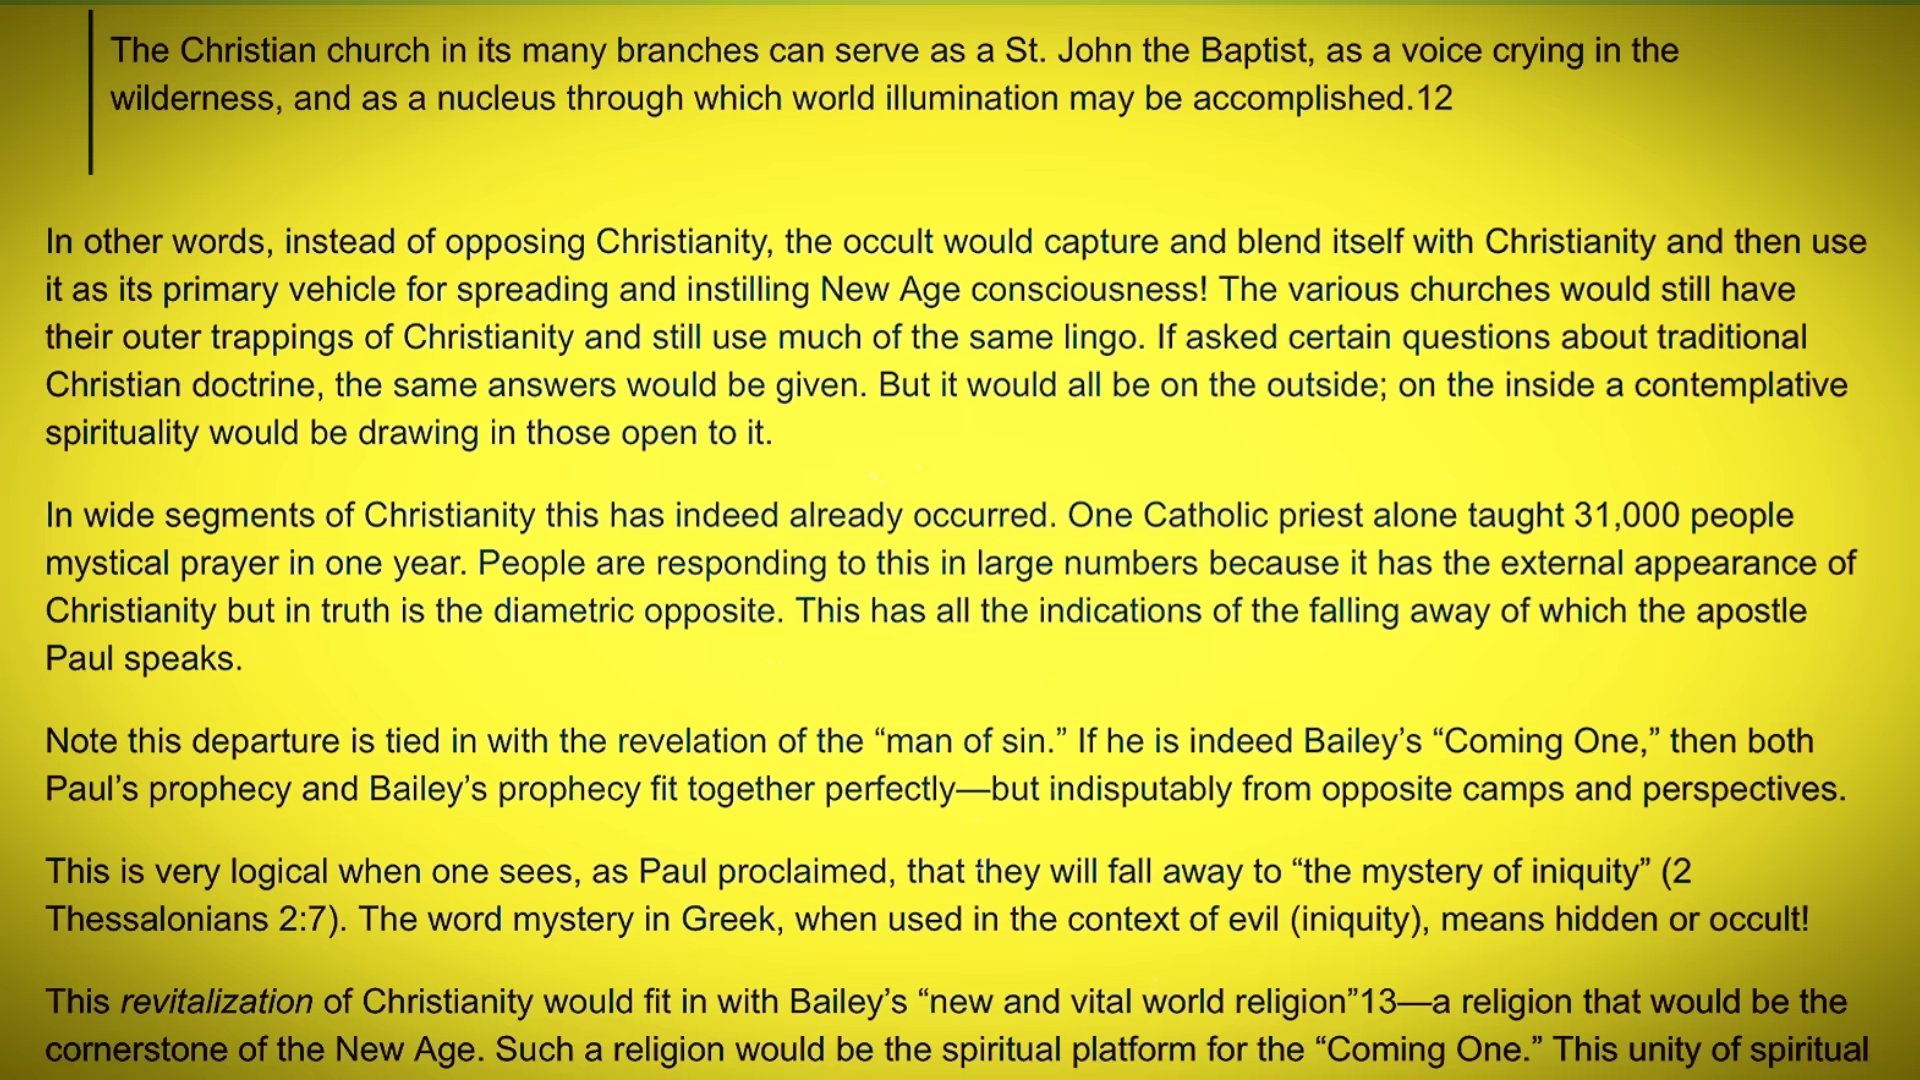 The Christian church in its many branches can serve as a St. John the Baptist, as a voice crying in the
wilderness, and as a nucleus through which world illumination may be accomplished.12
In other words, instead of opposing Christianity, the occult would capture and blend itself with Christianity and then use
it as its primary vehicle for spreading and instilling New Age consciousness! The various churches would still have
their outer trappings of Christianity and still use much of the same lingo. If asked certain questions about traditional
Christian doctrine, the same answers would be given. But it would all be on the outside; on the inside a contemplative
spirituality would be drawing in those open to it.
In wide segments of Christianity this has indeed already occurred. One Catholic priest alone taught 31,000 people
mystical prayer in one year. People are responding to this in large numbers because it has the external appearance of
Christianity but in truth is the diametric opposite. This has all the indications of the falling away of which the apostle
Paul speaks.
Note this departure is tied in with the revelation of the “man of sin.” If he is indeed Bailey’s “Coming One,” then both
Paul’s prophecy and Bailey’s prophecy fit together perfectly—but indisputably from opposite camps and perspectives.
This is very logical when one sees, as Paul proclaimed, that they will fall away to “the mystery of iniquity” (2
Thessalonians 2:7). The word mystery in Greek, when used in the context of evil (iniquity), means hidden or occult!
This revitalization of Christianity would fit in with Bailey’s “new and vital world religion”13—a religion that would be the
cornerstone of the New Age. Such a religion would be the spiritual platform for the “Coming One.” This unity of spiritual